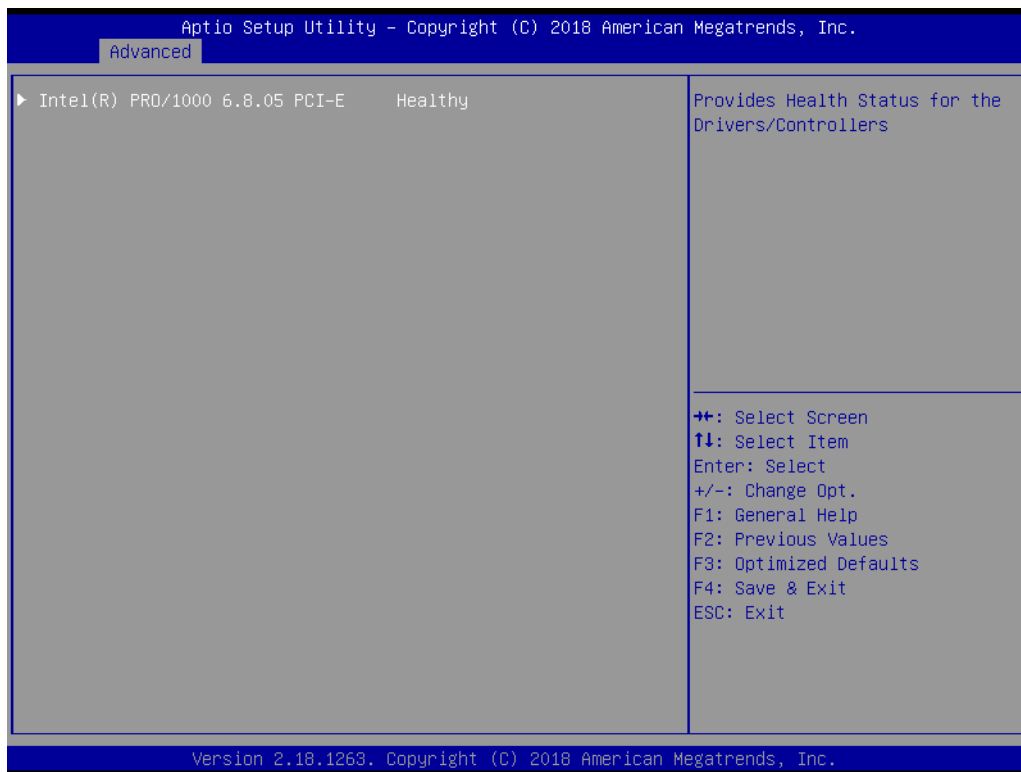 Aptio Setup Utility – Copyright (C) 2018 American Megatrends, Inc.
Advanced
▶ Intel(R) PRO/1000 6.8.05 PCI-E Healthy
Provides Health Status for the
Drivers/Controllers
→←: Select Screen
↑↓: Select Item
Enter: Select
+/-: Change Opt.
F1: General Help
F2: Previous Values
F3: Optimized Defaults
F4: Save & Exit
ESC: Exit
Version 2.18.1263. Copyright (C) 2018 American Megatrends, Inc.